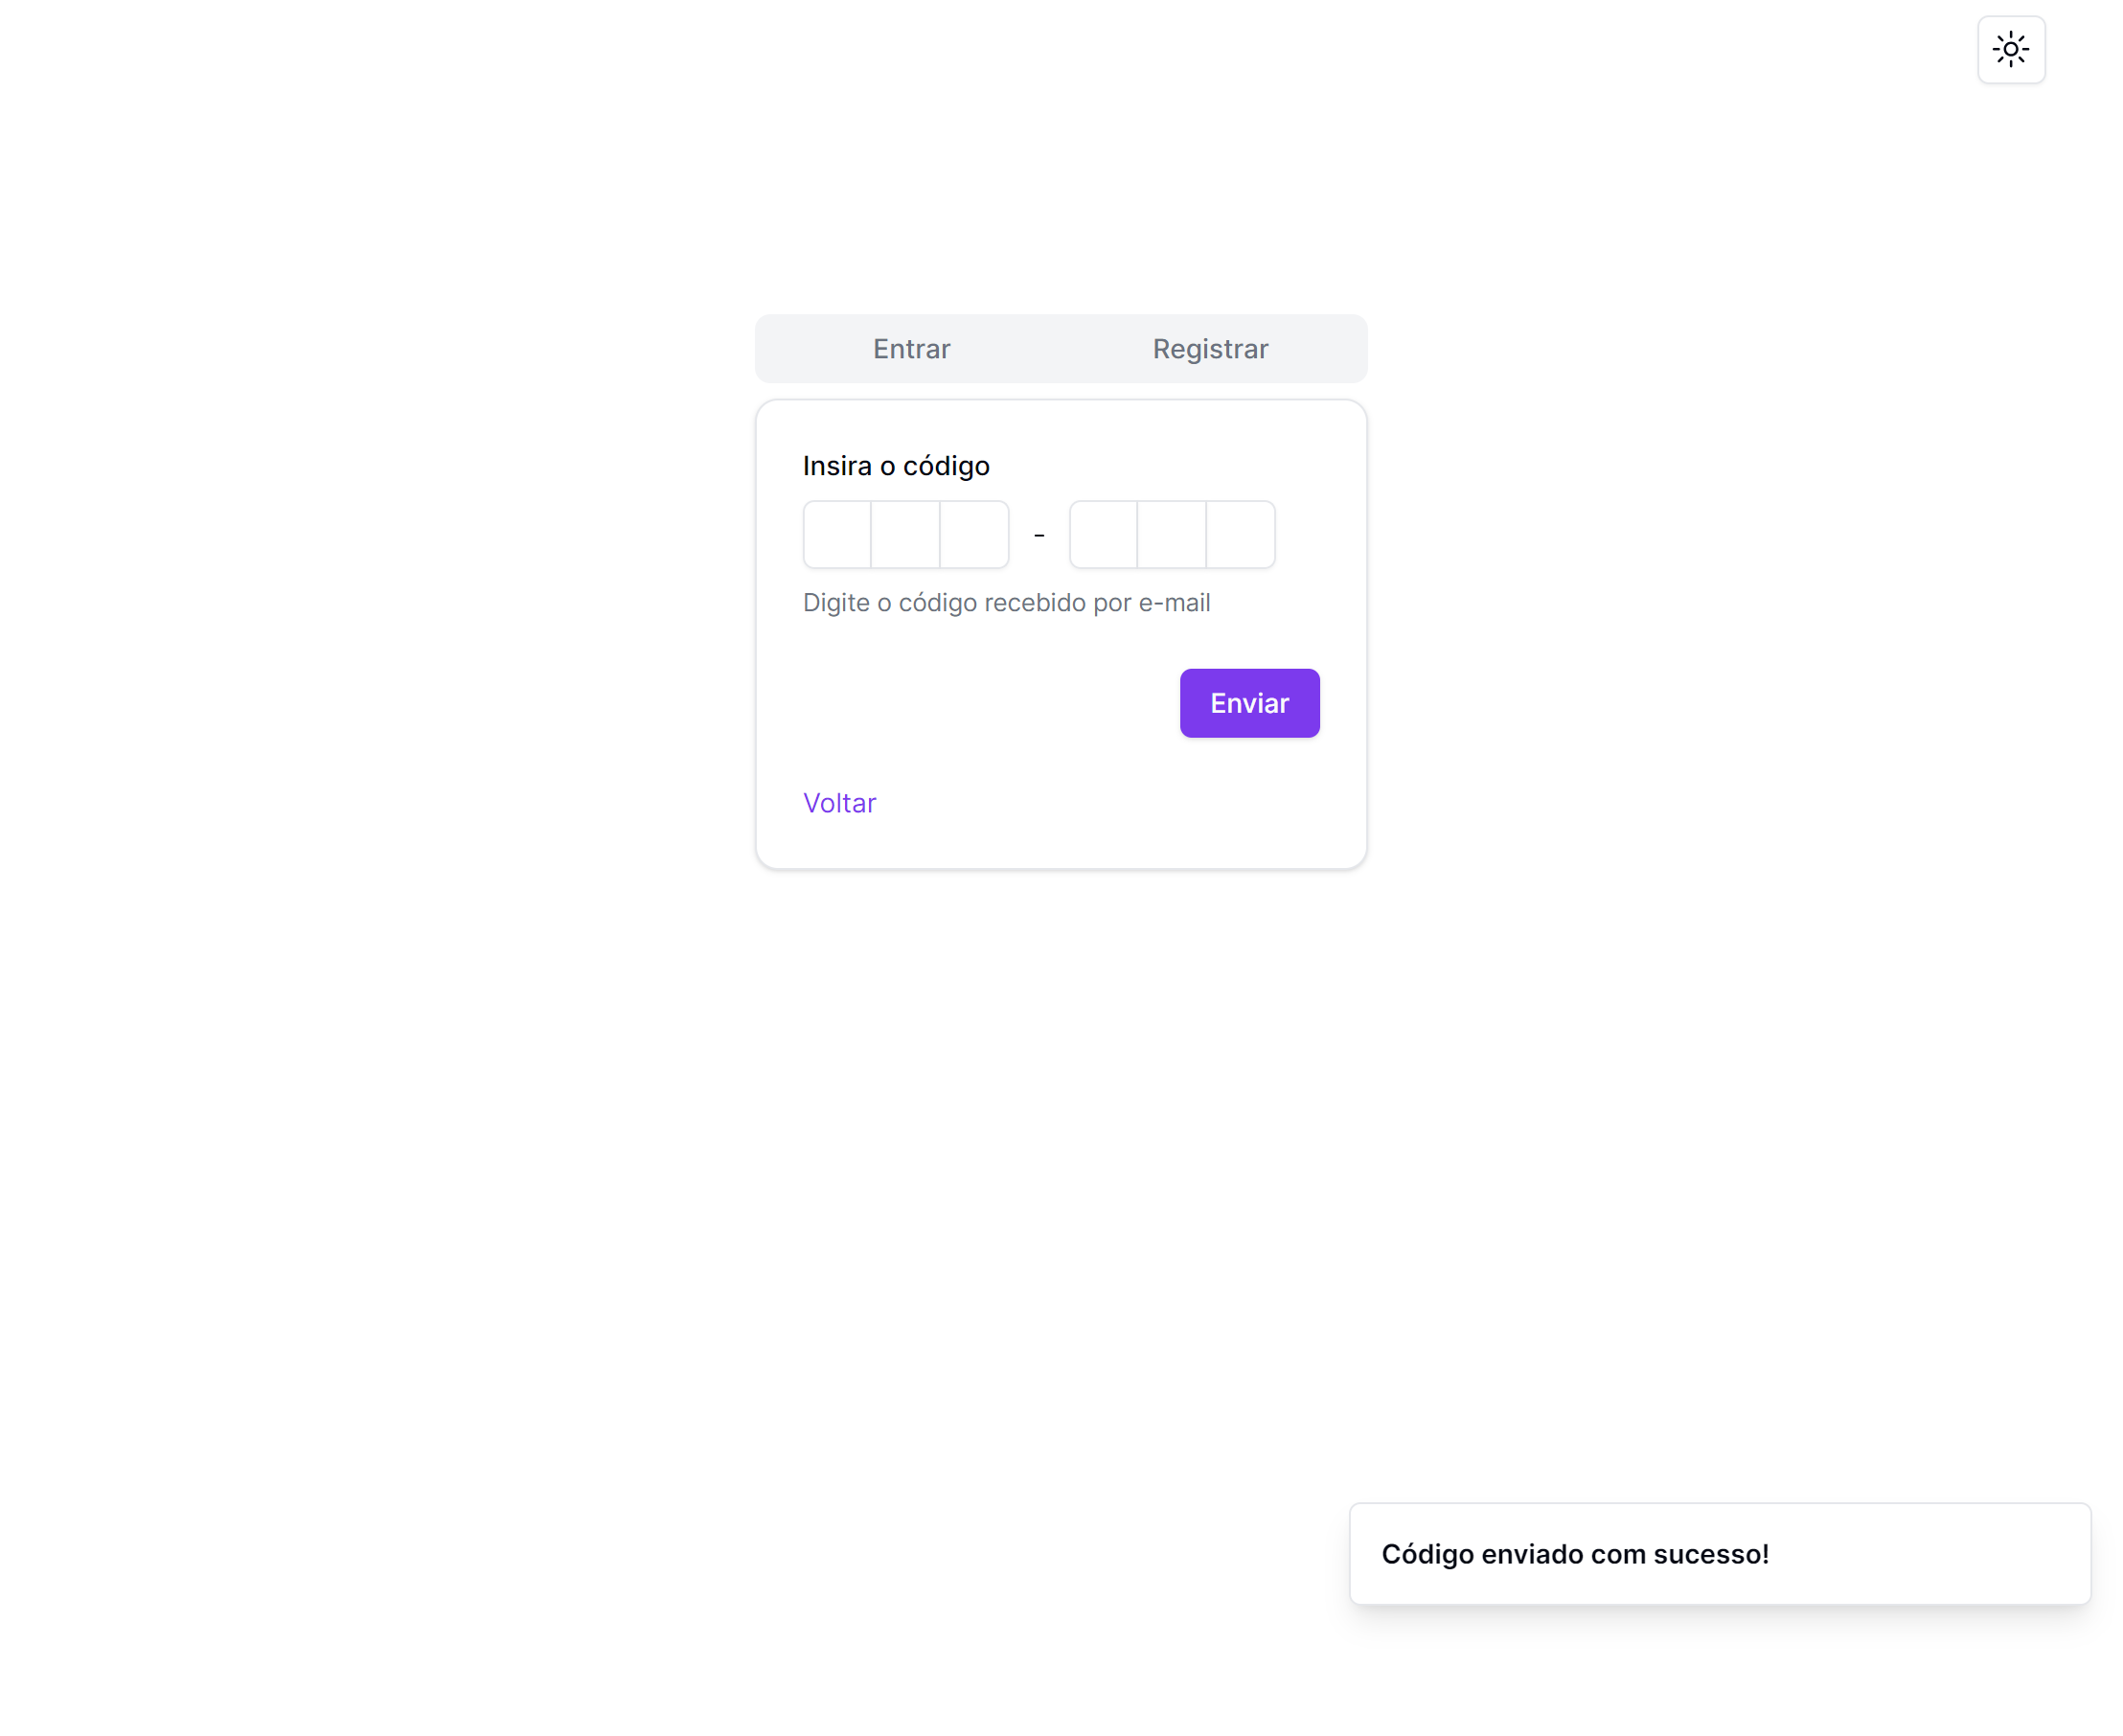 Entrar Registrar
Insira o código
-
Digite o código recebido por e-mail
Enviar
Voltar
Código enviado com sucesso!